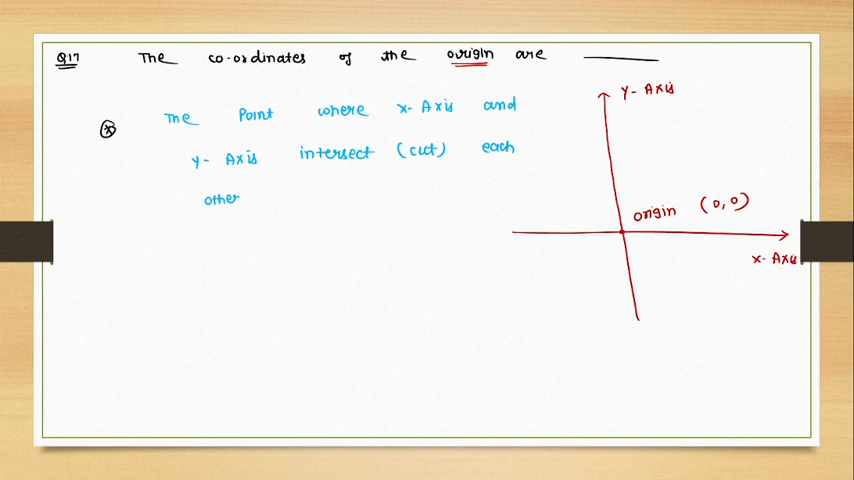 Q17 The co-ordinates of the origin are ______
The Point where x-Axis and
y-Axis intersect (cut) each
other
y-Axis
origin (0,0)
x-Axis